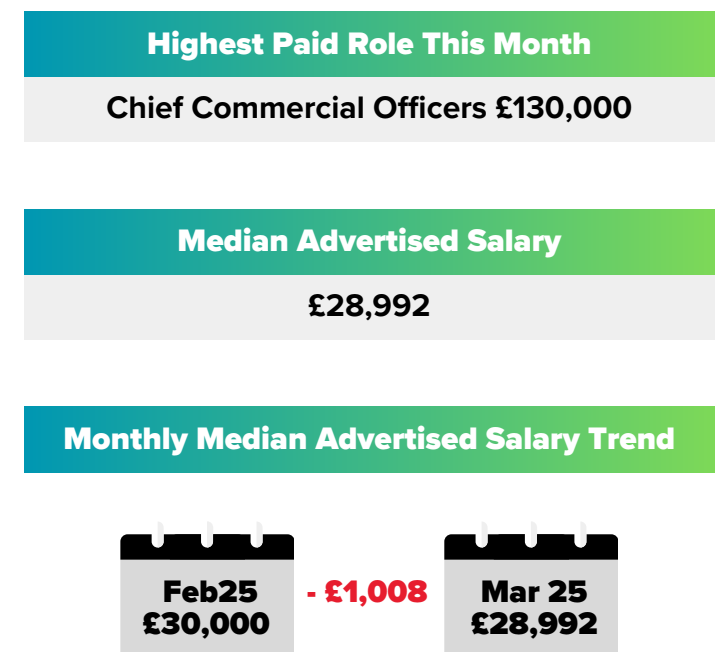 Highest Paid Role This Month
Chief Commercial Officers £130,000
Median Advertised Salary
£28,992
Monthly Median Advertised Salary Trend
Feb25
£30,000
- £1,008
Mar 25
£28,992